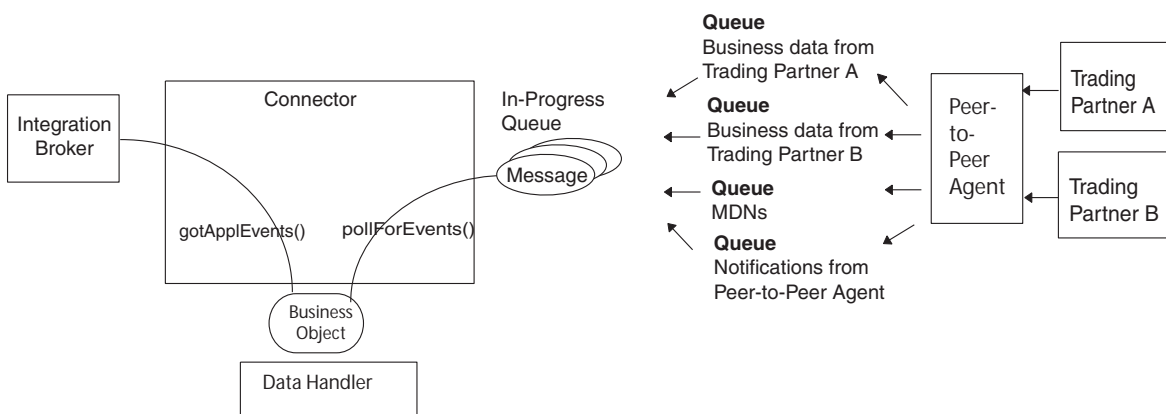 Integration
Broker
Connector
gotApplEvents()
pollForEvents()
Business
Object
Data Handler
In-Progress
Queue
Message
Queue
Business data from
Trading Partner A
Queue
Business data from
Trading Partner B
Queue
MDNs
Queue
Notifications from
Peer-to-Peer Agent
Peer-
to-
Peer
Agent
Trading
Partner A
Trading
Partner B